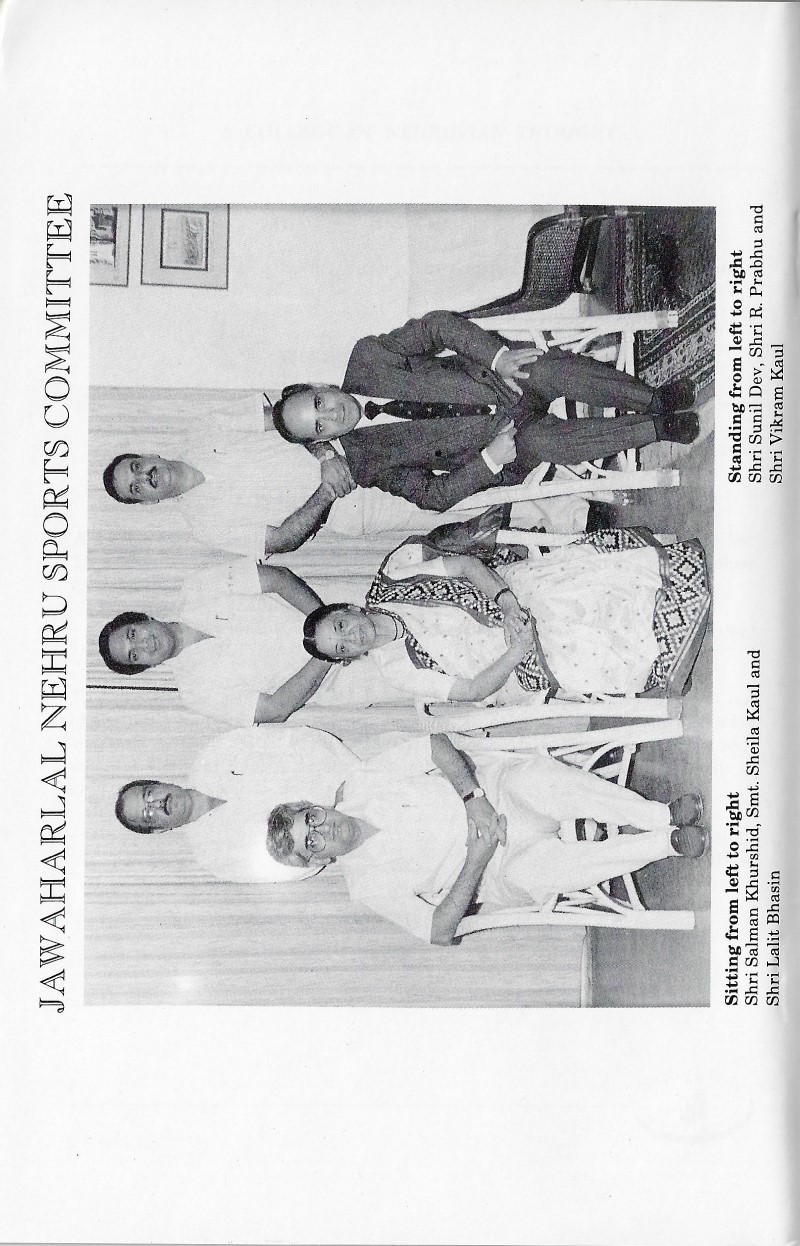 JAWAHARLAL NEHRU SPORTS COMMITTEE
Sitting from left to right
Shri Salman Khurshid, Smt. Sheila Kaul and
Shri Lalit Bhasin
Standing from left to right
Shri Sunil Dev, Shri R. Prabhu and
Shri Vikram Kaul